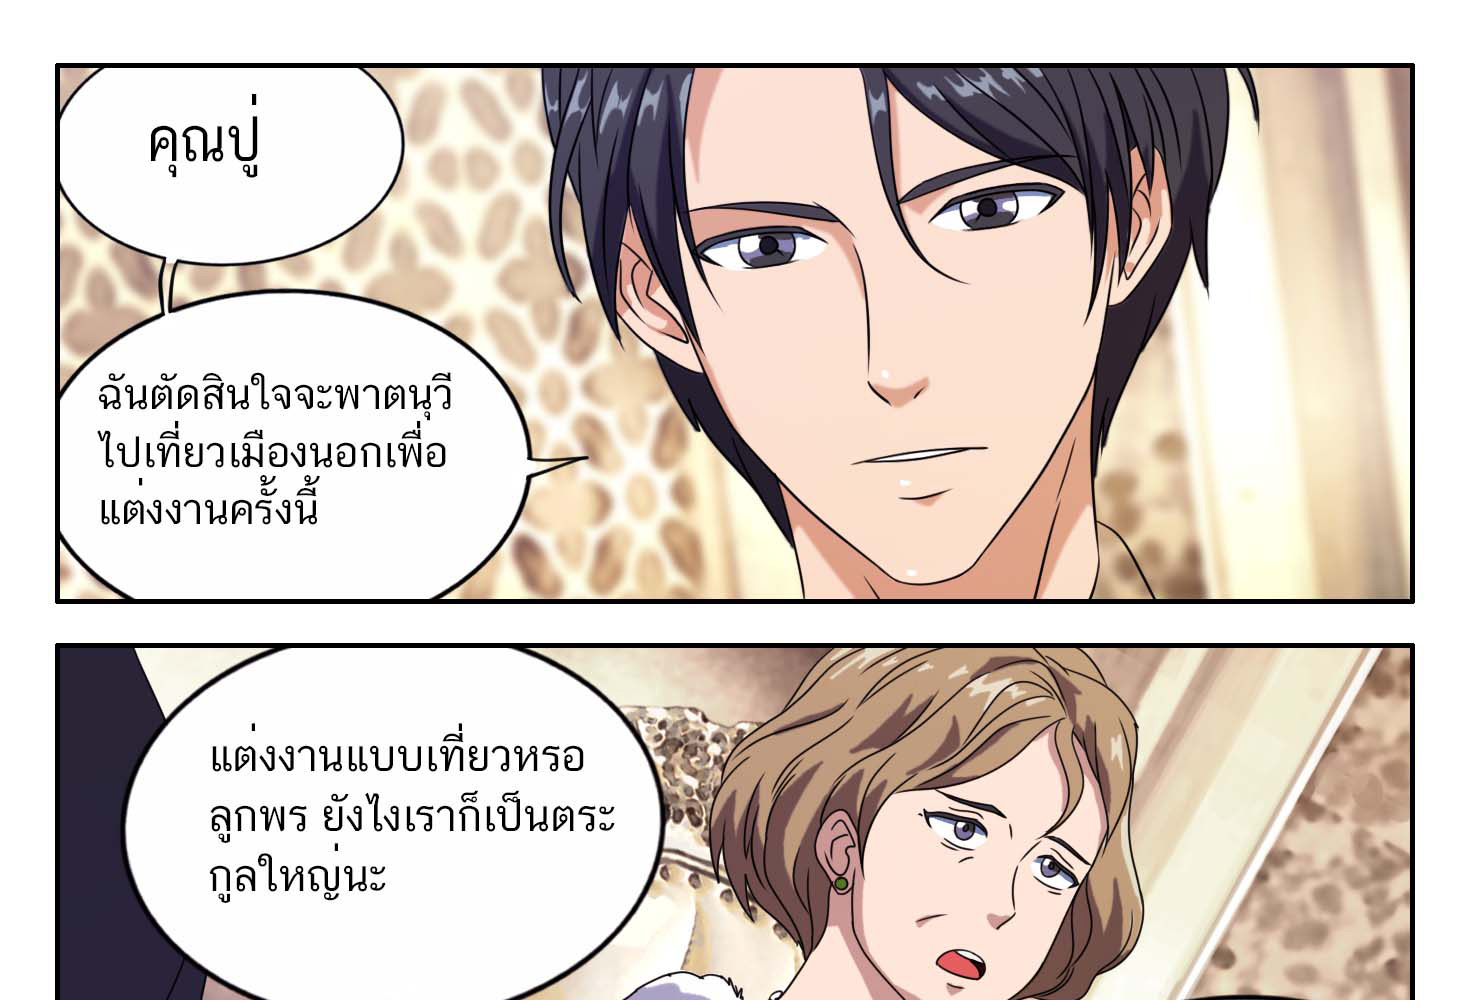 คุณปู่
ฉันตัดสินใจจะพาตนุวี
ไปเที่ยวเมืองนอกเพื่อ
แต่งงานครั้งนี้
แต่งงานแบบเที่ยวหรอ
ลูกพร ยังไงเราก็เป็นตระ
กูลใหญ่นะ